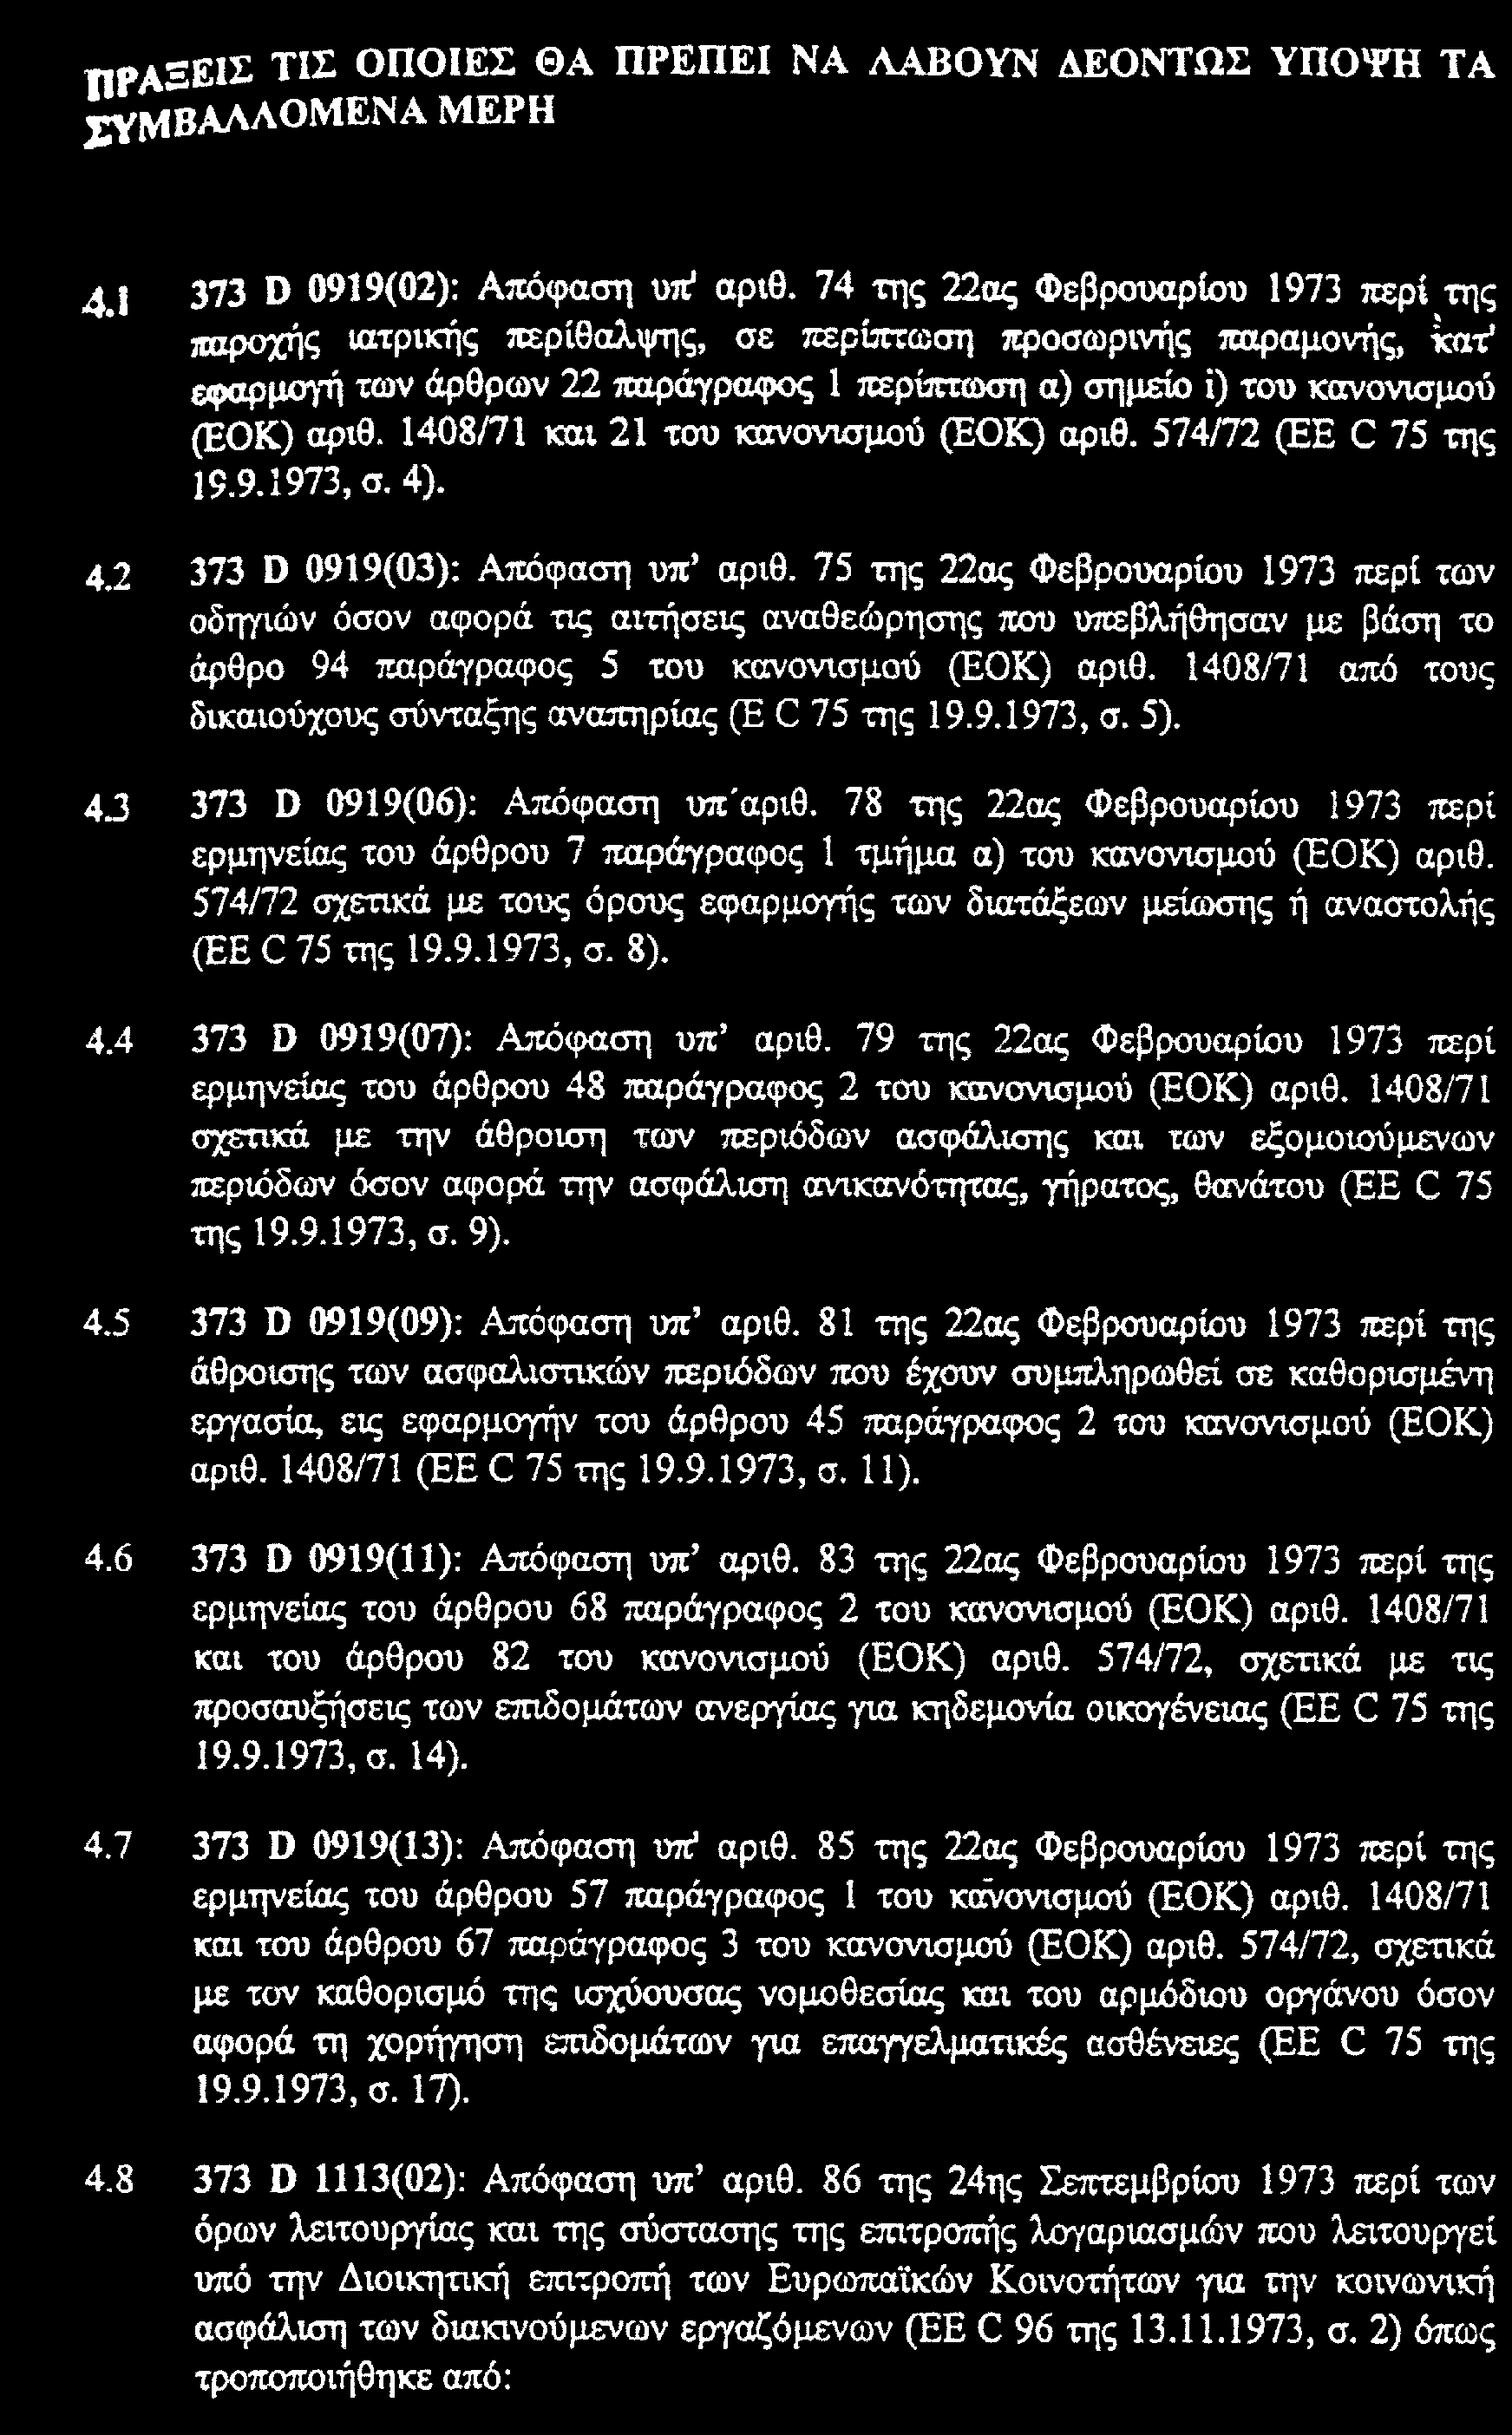 ΠΡΑΞΕΙΣ ΤΙΣ ΟΠΟΙΕΣ ΘΑ ΠΡΕΠΕΙ ΝΑ ΛΑΒΟΥΝ ΔΕΟΝΤΩΣ ΥΠΟΨΗ ΤΑ
ΣΥΜΒΑΛΛΟΜΕΝΑ ΜΕΡΗ
4.1 373 D 0919(02): Απόφαση υπ' αριθ. 74 της 22ας Φεβρουαρίου 1973 περί της
παροχής ιατρικής περίθαλψης, σε περίπτωση προσωρινής παραμονής, κατ'
εφαρμογή των άρθρων 22 παράγραφος 1 περίπτωση α) σημείο i) του κανονισμού
(ΕΟΚ) αριθ. 1408/71 και 21 του κανονισμού (ΕΟΚ) αριθ. 574/72 (ΕΕ C 75 της
19.9.1973, σ. 4).
4.2 373 D 0919(03): Απόφαση υπ' αριθ. 75 της 22ας Φεβρουαρίου 1973 περί των
οδηγιών όσον αφορά τις αιτήσεις αναθεώρησης που υπεβλήθησαν με βάση το
άρθρο 94 παράγραφος 5 του κανονισμού (ΕΟΚ) αριθ. 1408/71 από τους
δικαιούχους σύνταξης αναπηρίας (Ε C 75 της 19.9.1973, σ. 5).
4.3 373 D 0919(06): Απόφαση υπ'αριθ. 78 της 22ας Φεβρουαρίου 1973 περί
ερμηνείας του άρθρου 7 παράγραφος 1 τμήμα α) του κανονισμού (ΕΟΚ) αριθ.
574/72 σχετικά με τους όρους εφαρμογής των διατάξεων μείωσης ή αναστολής
(ΕΕ C 75 της 19.9.1973, σ. 8).
4.4 373 D 0919(07): Απόφαση υπ' αριθ. 79 της 22ας Φεβρουαρίου 1973 περί
ερμηνείας του άρθρου 48 παράγραφος 2 του κανονισμού (ΕΟΚ) αριθ. 1408/71
σχετικά με την άθροιση των περιόδων ασφάλισης και των εξομοιούμενων
περιόδων όσον αφορά την ασφάλιση ανικανότητας, γήρατος, θανάτου (ΕΕ C 75
της 19.9.1973, σ. 9).
4.5 373 D 0919(09): Απόφαση υπ' αριθ. 81 της 22ας Φεβρουαρίου 1973 περί της
άθροισης των ασφαλιστικών περιόδων που έχουν συμπληρωθεί σε καθορισμένη
εργασία, εις εφαρμογήν του άρθρου 45 παράγραφος 2 του κανονισμού (ΕΟΚ)
αριθ. 1408/71 (ΕΕ C 75 της 19.9.1973, σ. 11).
4.6 373 D 0919(11): Απόφαση υπ' αριθ. 83 της 22ας Φεβρουαρίου 1973 περί της
ερμηνείας του άρθρου 68 παράγραφος 2 του κανονισμού (ΕΟΚ) αριθ. 1408/71
και του άρθρου 82 του κανονισμού (ΕΟΚ) αριθ. 574/72, σχετικά με τις
προσαυξήσεις των επιδομάτων ανεργίας για κηδεμονία οικογένειας (ΕΕ C 75 της
19.9.1973, σ. 14).
4.7 373 D 0919(13): Απόφαση υπ' αριθ. 85 της 22ας Φεβρουαρίου 1973 περί της
ερμηνείας του άρθρου 57 παράγραφος 1 του κανονισμού (ΕΟΚ) αριθ. 1408/71
και του άρθρου 67 παράγραφος 3 του κανονισμού (ΕΟΚ) αριθ. 574/72, σχετικά
με τον καθορισμό της ισχύουσας νομοθεσίας και του αρμόδιου οργάνου όσον
αφορά τη χορήγηση επιδομάτων για επαγγελματικές ασθένειες (ΕΕ C 75 της
19.9.1973, σ. 17).
4.8 373 D 1113(02): Απόφαση υπ' αριθ. 86 της 24ης Σεπτεμβρίου 1973 περί των
όρων λειτουργίας και της σύστασης της επιτροπής λογαριασμών που λειτουργεί
υπό την Διοικητική επιτροπή των Ευρωπαϊκών Κοινοτήτων για την κοινωνική
ασφάλιση των διακινούμενων εργαζόμενων (ΕΕ C 96 της 13.11.1973, σ. 2) όπως
τροποποιήθηκε από: